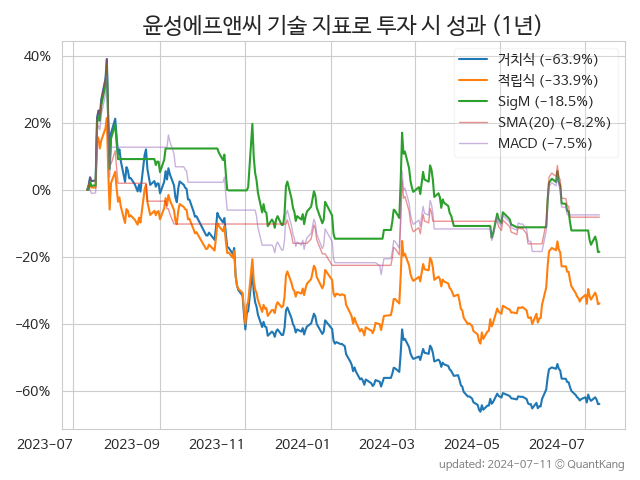 윤성에프앤씨 기술 지표로 투자 시 성과 (1년)
거치식 (−63.9%)
적립식 (−33.9%)
SigM (−18.5%)
SMA(20) (−8.2%)
MACD (−7.5%)
40%
20%
0%
−20%
−40%
−60%
2023-07 2023-09 2023-11 2024-01 2024-03 2024-05 2024-07
updated: 2024-07-11 © QuantKang